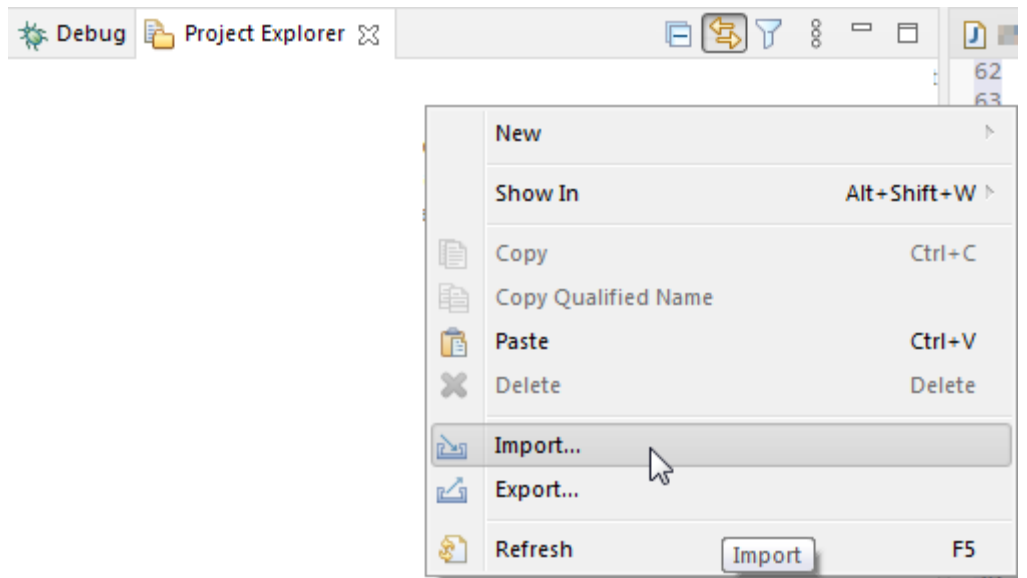 Debug Project Explorer
62
63
New
Show In Alt+Shift+W
Copy Ctrl+C
Copy Qualified Name
Paste Ctrl+V
Delete Delete
Import...
Export...
Refresh F5
Import